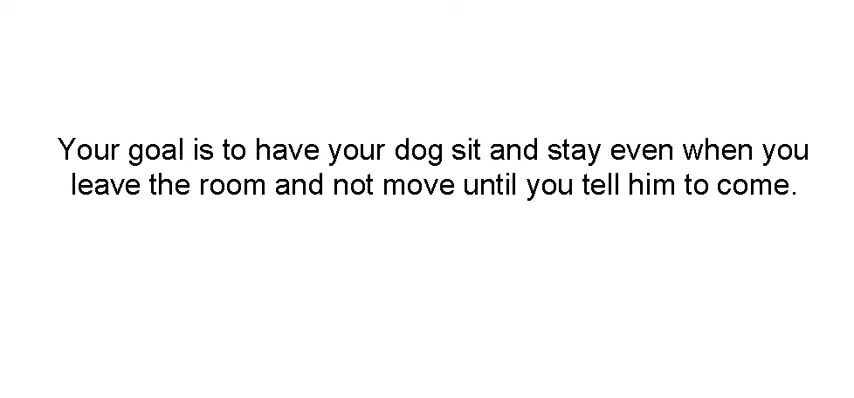 Your goal is to have your dog sit and stay even when you
leave the room and not move until you tell him to come.